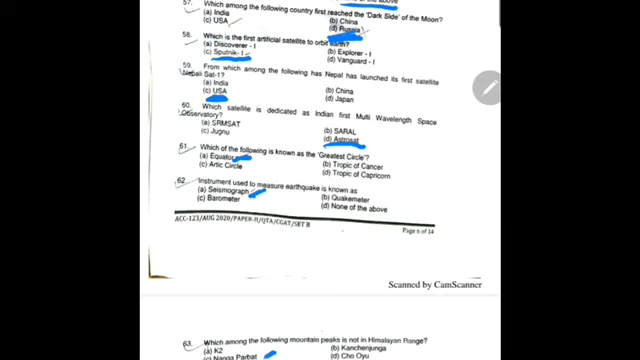 57. Which among the following country first reached the 'Dark Side' of the Moon?
(a) India (b) China
(c) USA (d) Russia
58. Which is the first artificial satellite to orbit earth?
(a) Discoverer - I (b) Explorer - I
(c) Sputnik - I (d) Vanguard - I
59. From which among the following has Nepal has launched its first satellite
Nepali Sat-1?
(a) India (b) China
(c) USA (d) Japan
60. Which satellite is dedicated as Indian first Multi Wavelength Space
Observatory?
(a) SRMSAT (b) SARAL
(c) Jugnu (d) Astrosat
61. Which of the following is known as the 'Greatest Circle'?
(a) Equator (b) Tropic of Cancer
(c) Artic Circle (d) Tropic of Capricorn
62. Instrument used to measure earthquake is known as
(a) Seismograph (b) Quakemeter
(c) Barometer (d) None of the above
ACC-123/AUG 2020/PAPER-II/QTA/CGAT/SET B Page 6 of 14
Scanned by CamScanner
63. Which among the following mountain peaks is not in Himalayan Range?
(a) K2 (b) Kanchenjunga
(c) Nanga Parbat (d) Cho Oyu